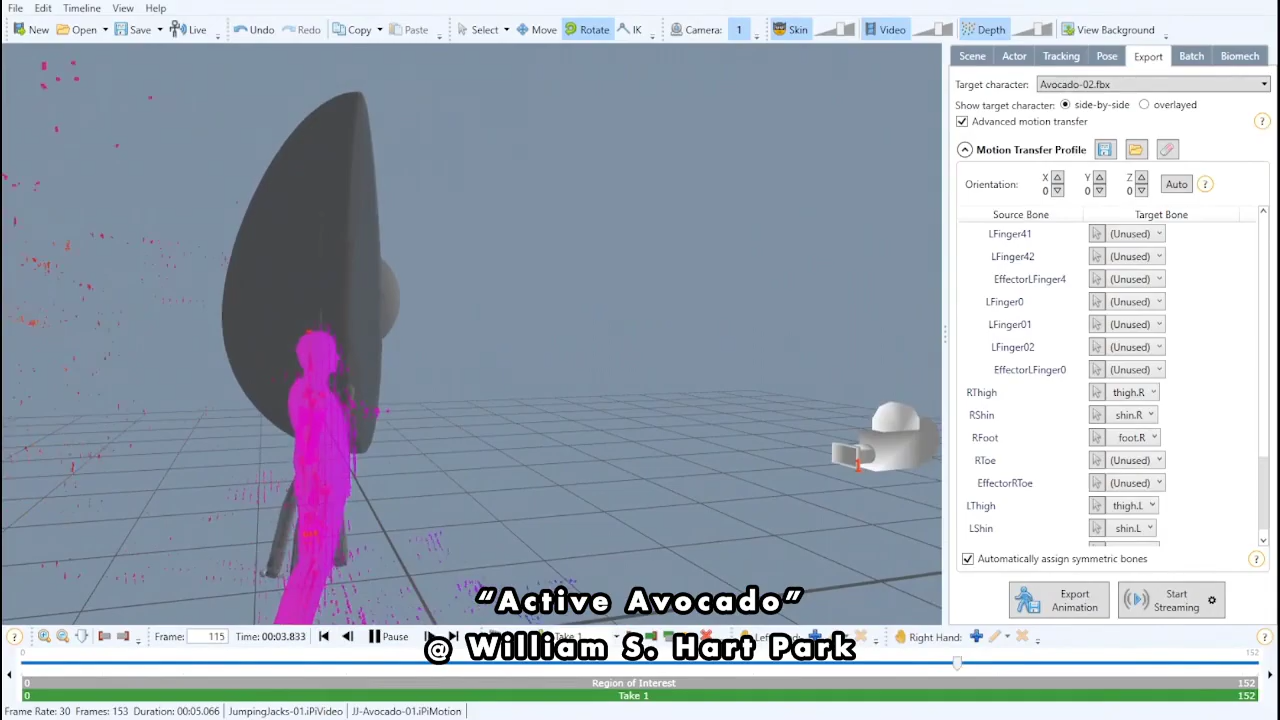 File Edit Timeline View Help
New Open Save Live Undo Redo Copy Paste Select Move Rotate IK Camera: 1 Skin Video Depth View Background
Scene Actor Tracking Pose Export Batch Biomech
Target character: Avocado-02.fbx
Show target character: side-by-side overlayed
Advanced motion transfer ?
Motion Transfer Profile
X Y Z
Orientation: 0 0 0 Auto ?
Source Bone Target Bone
LFinger41 (Unused)
LFinger42 (Unused)
EffectorLFinger4 (Unused)
LFinger0 (Unused)
LFinger01 (Unused)
LFinger02 (Unused)
EffectorLFinger0 (Unused)
RThigh thigh.R
RShin shin.R
RFoot foot.R
RToe (Unused)
EffectorRToe (Unused)
LThigh thigh.L
LShin shin.L
1
Automatically assign symmetric bones ?
Export Animation Start Streaming
“Active Avocado”
@ William S. Hart Park
? Frame: 115 Time: 00:03.833 Pause Take 1 Right Hand: ?
0 152
0 Region of Interest 152
0 Take 1 152
Frame Rate: 30 Frames: 153 Duration: 00:05.066 JumpingJacks-01.iPiVideo JJ-Avocado-01.iPiMotion